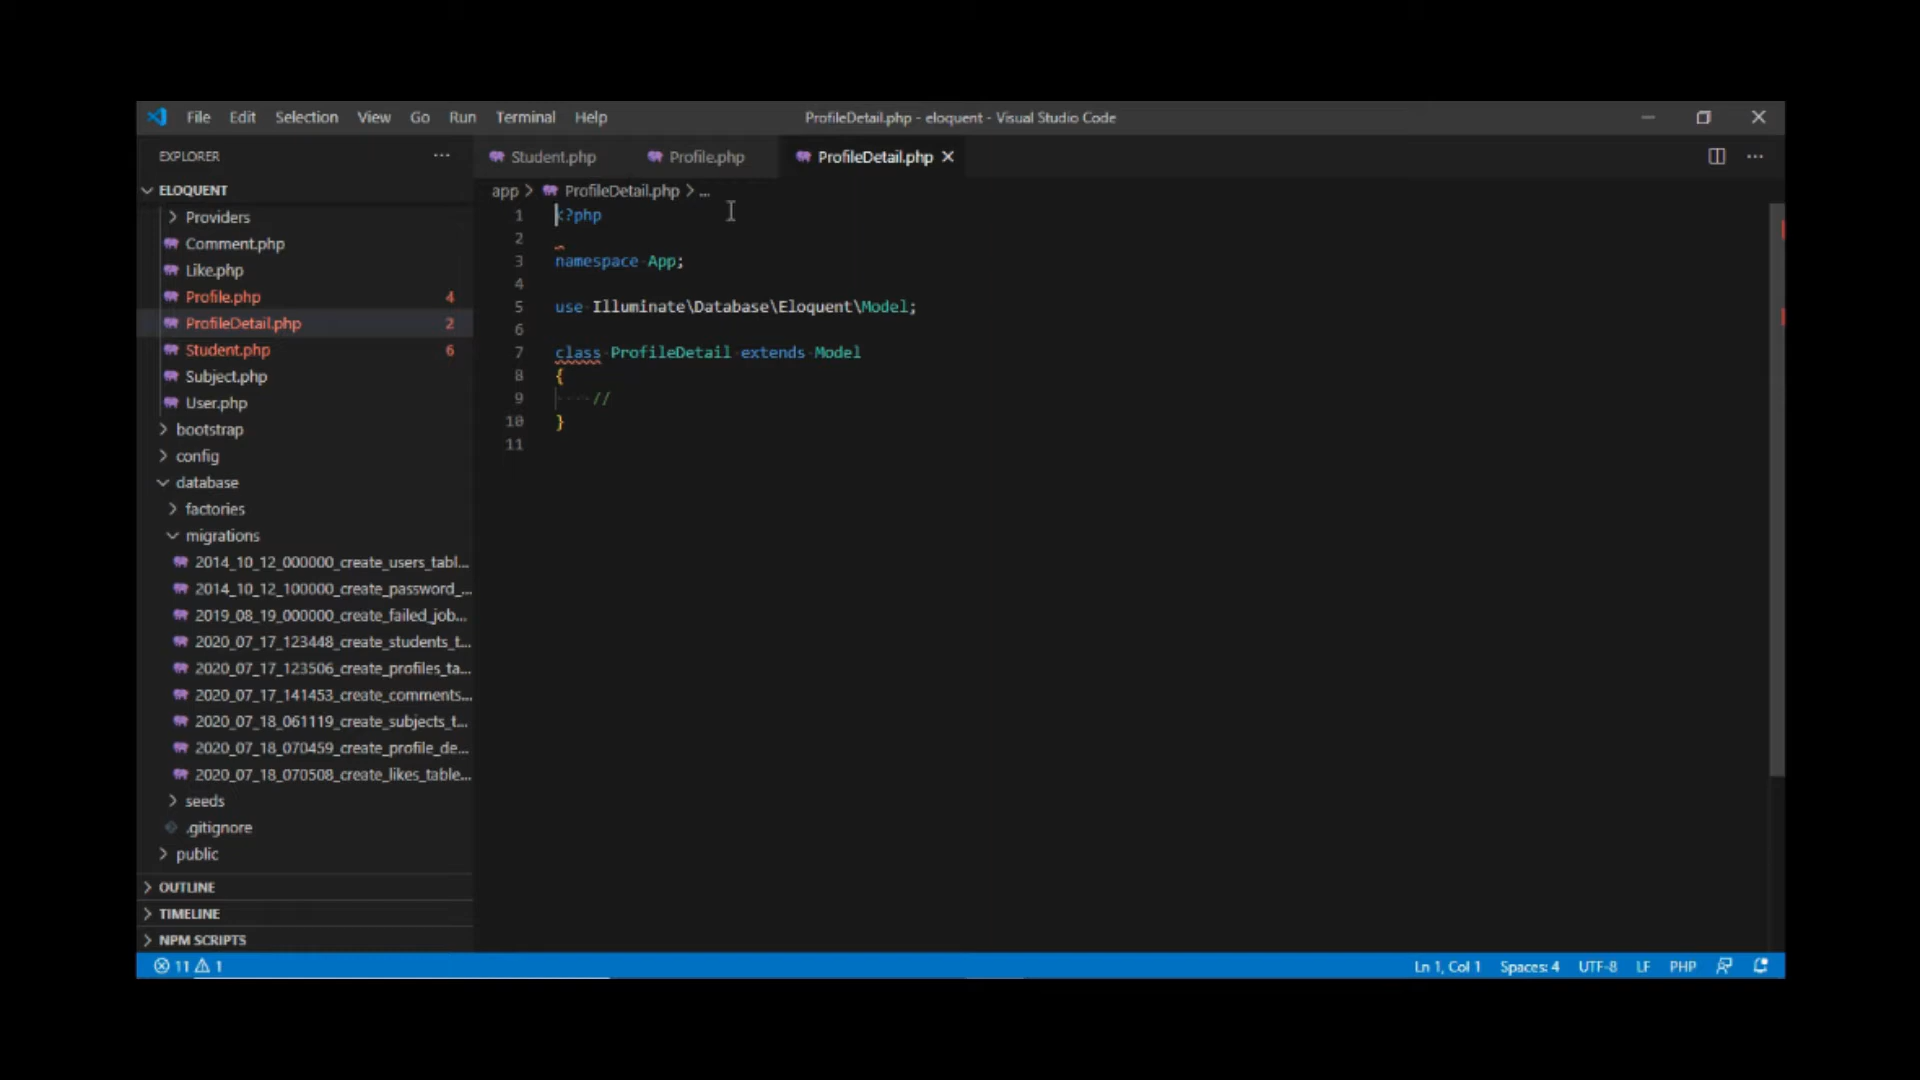 File Edit Selection View Go Run Terminal Help
ProfileDetail.php - eloquent - Visual Studio Code
EXPLORER ...
Student.php Profile.php ProfileDetail.php
ELOQUENT
app > ProfileDetail.php > ...
Providers
Comment.php
Like.php
Profile.php 4
ProfileDetail.php 2
Student.php 6
Subject.php
User.php
bootstrap
config
database
factories
migrations
2014_10_12_000000_create_users_tabl...
2014_10_12_100000_create_password_...
2019_08_19_000000_create_failed_job...
2020_07_17_123448_create_students_t...
2020_07_17_123506_create_profiles_ta...
2020_07_17_141453_create_comments...
2020_07_18_061119_create_subjects_t...
2020_07_18_070459_create_profile_de...
2020_07_18_070508_create_likes_table...
seeds
.gitignore
public
OUTLINE
TIMELINE
NPM SCRIPTS
1 <?php
2
3 namespace App;
4
5 use Illuminate\Database\Eloquent\Model;
6
7 class ProfileDetail extends Model
8 {
9 //
10 }
11
11 1
Ln 1, Col 1 Spaces: 4 UTF-8 LF PHP